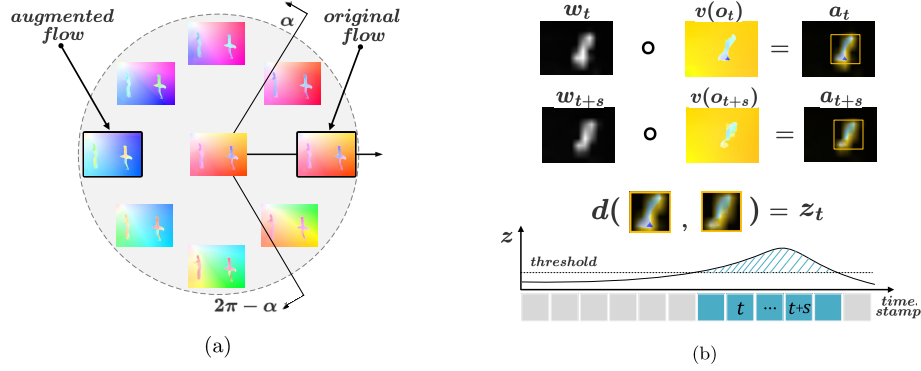 augmented
flow
α
original
flow
2π − α
(a)
w_t
v(o_t)
a_t
∘
=
w_{t+s}
v(o_{t+s})
a_{t+s}
∘
=
d( , ) = z_t
z
threshold
t
...
t+s
time.
stamp
(b)